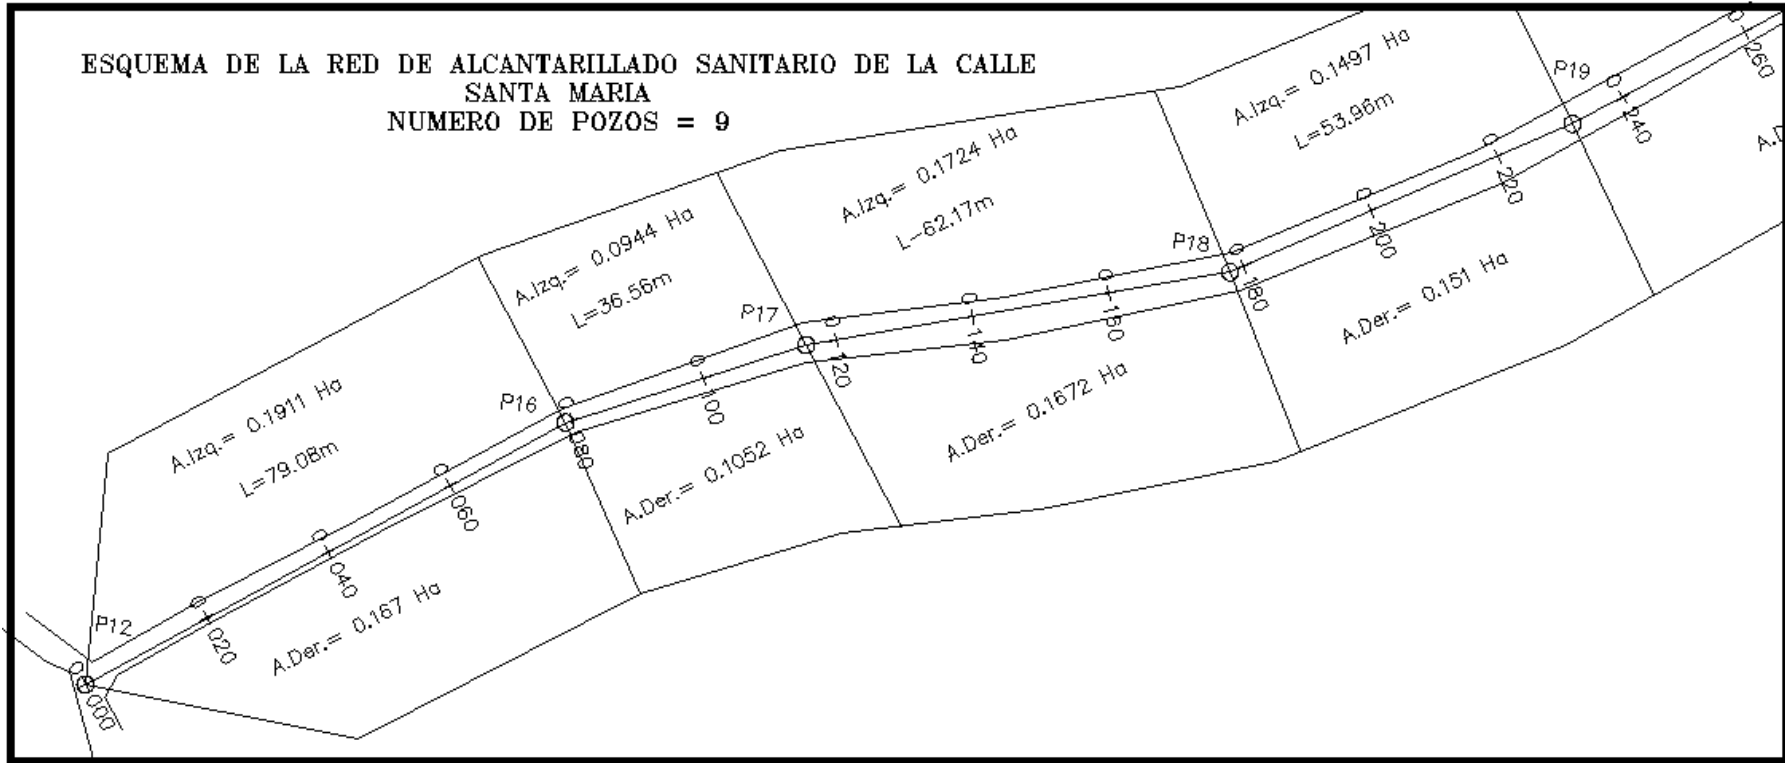 ESQUEMA DE LA RED DE ALCANTARILLADO SANITARIO DE LA CALLE
SANTA MARIA
NUMERO DE POZOS = 9
P12
A.Izq.= 0.1911 Ha
L=79.08m
A.Der.= 0.167 Ha
0
000
0
020
0
040
0
060
P16
0
080
A.Izq.= 0.0944 Ha
L=36.56m
A.Der.= 0.1052 Ha
0
100
P17
0
120
A.Izq.= 0.1724 Ha
L-62.17m
A.Der.= 0.1672 Ha
0
140
0
160
P18
0
180
A.Izq.= 0.1497 Ha
L=53.96m
A.Der.= 0.151 Ha
0
200
0
220
P19
0
240
0
260